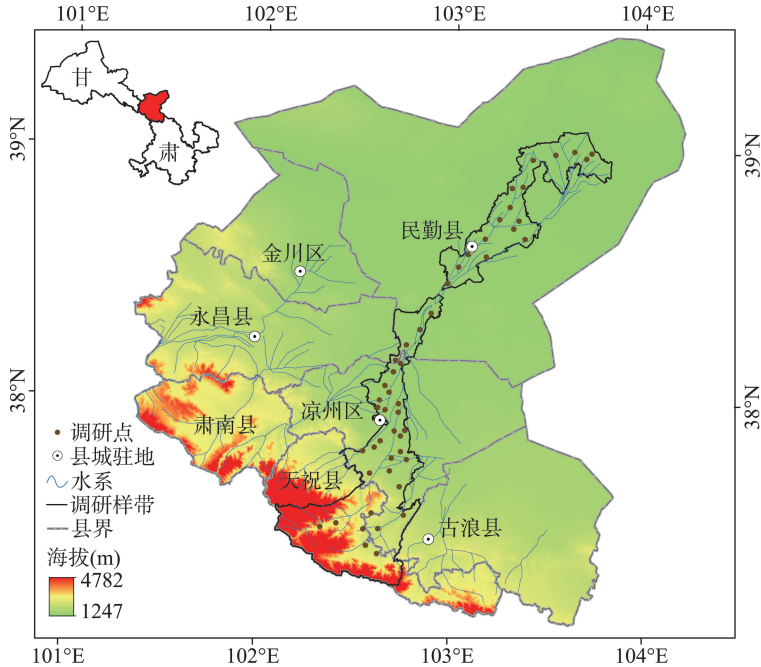 101°E
102°E
103°E
104°E
甘
肃
39°N
39°N
民勤县
金川区
永昌县
38°N
38°N
凉州区
肃南县
天祝县
古浪县
调研点
县城驻地
水系
调研样带
县界
海拔(m)
4782
1247
101°E
102°E
103°E
104°E